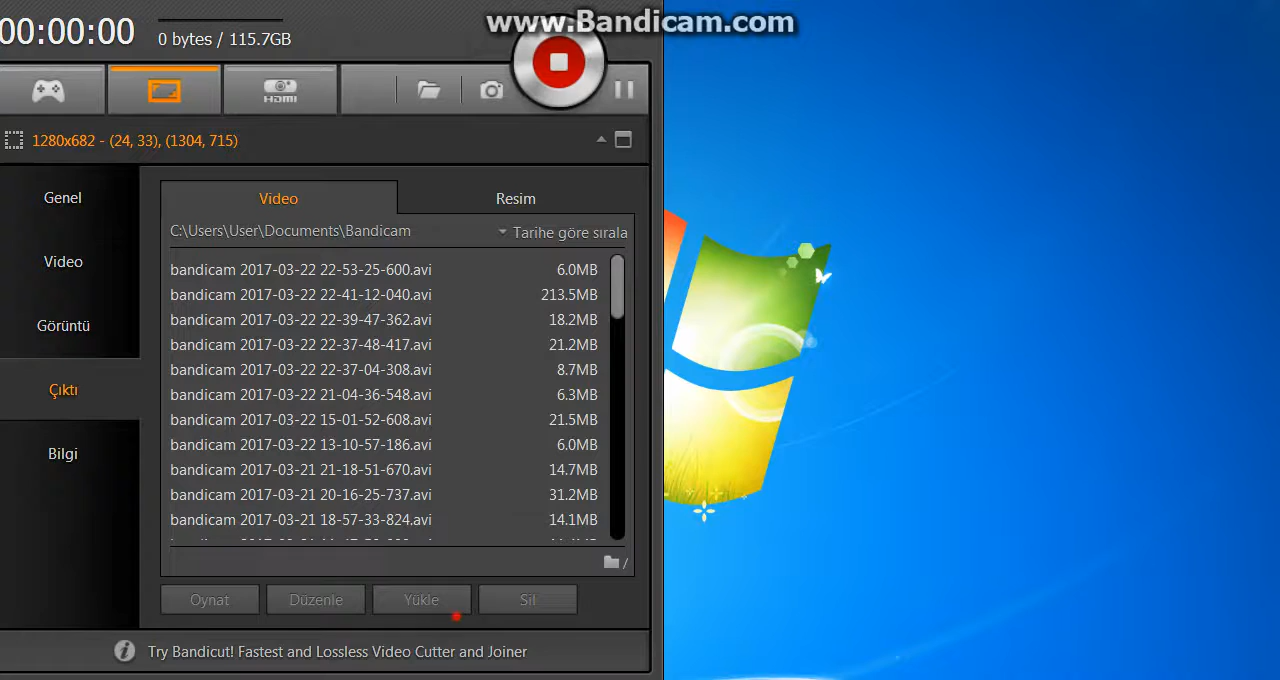 www.Bandicam.com
00:00:00
0 bytes / 115.7GB
HDMI
1280x682 - (24, 33), (1304, 715)
Genel
Video
Görüntü
Çıktı
Bilgi
Video
Resim
C:\Users\User\Documents\Bandicam
Tarihe göre sırala
bandicam 2017-03-22 22-53-25-600.avi 6.0MB
bandicam 2017-03-22 22-41-12-040.avi 213.5MB
bandicam 2017-03-22 22-39-47-362.avi 18.2MB
bandicam 2017-03-22 22-37-48-417.avi 21.2MB
bandicam 2017-03-22 22-37-04-308.avi 8.7MB
bandicam 2017-03-22 21-04-36-548.avi 6.3MB
bandicam 2017-03-22 15-01-52-608.avi 21.5MB
bandicam 2017-03-22 13-10-57-186.avi 6.0MB
bandicam 2017-03-21 21-18-51-670.avi 14.7MB
bandicam 2017-03-21 20-16-25-737.avi 31.2MB
bandicam 2017-03-21 18-57-33-824.avi 14.1MB
/
Oynat
Düzenle
Yükle
Sil
Try Bandicut! Fastest and Lossless Video Cutter and Joiner